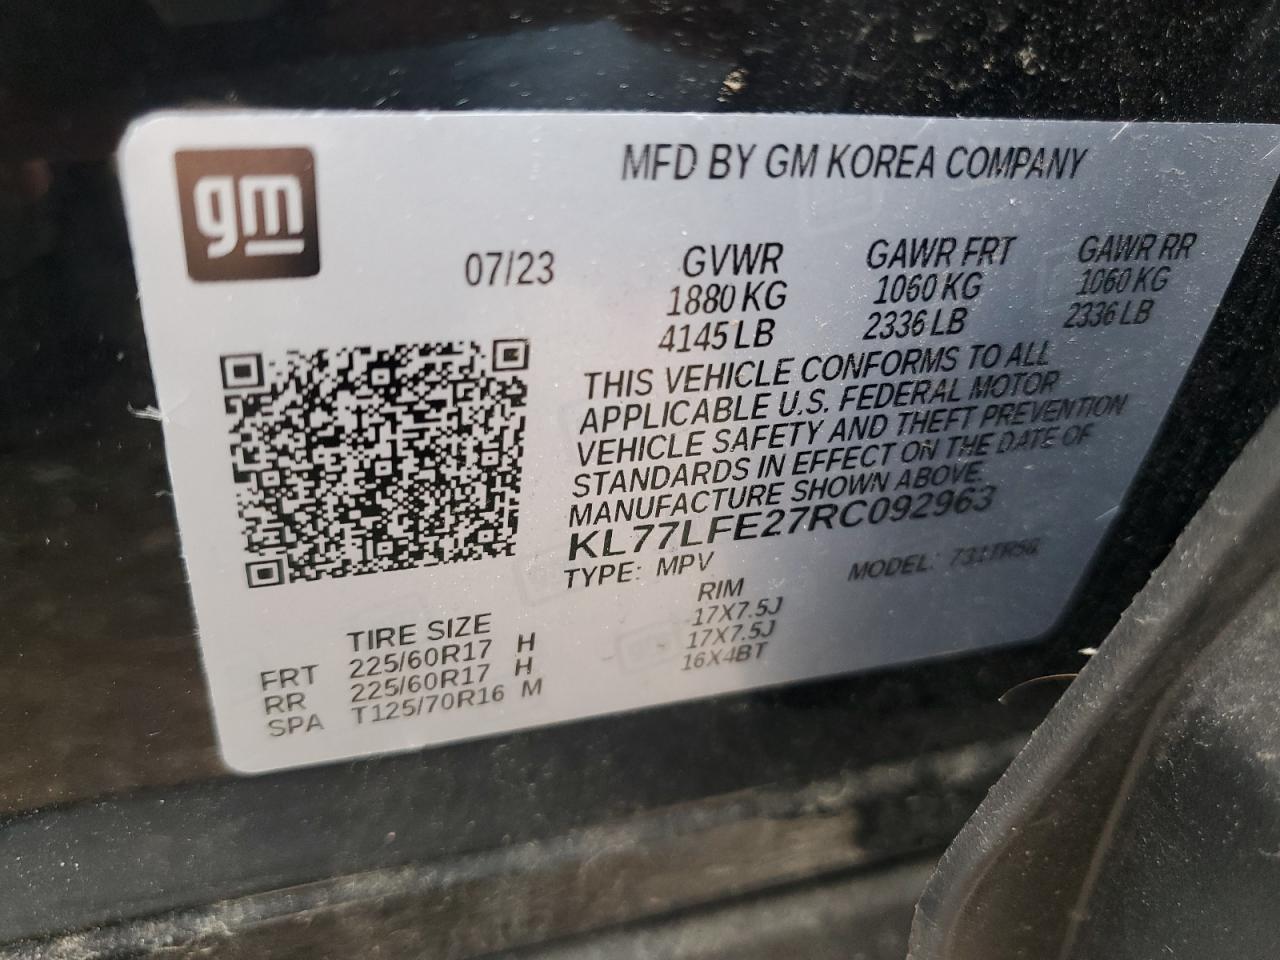 gm
MFD BY GM KOREA COMPANY
07/23
GVWR GAWR FRT GAWR RR
1880 KG 1060 KG 1060 KG
4145 LB 2336 LB 2336 LB
THIS VEHICLE CONFORMS TO ALL
APPLICABLE U.S. FEDERAL MOTOR
VEHICLE SAFETY AND THEFT PREVENTION
STANDARDS IN EFFECT ON THE DATE OF
MANUFACTURE SHOWN ABOVE.
KL77LFE27RC092963
TYPE: MPV MODEL:
TIRE SIZE RIM
FRT 225/60R17 H 17X7.5J
RR 225/60R17 H 17X7.5J
SPA T125/70R16 M 16X4BT